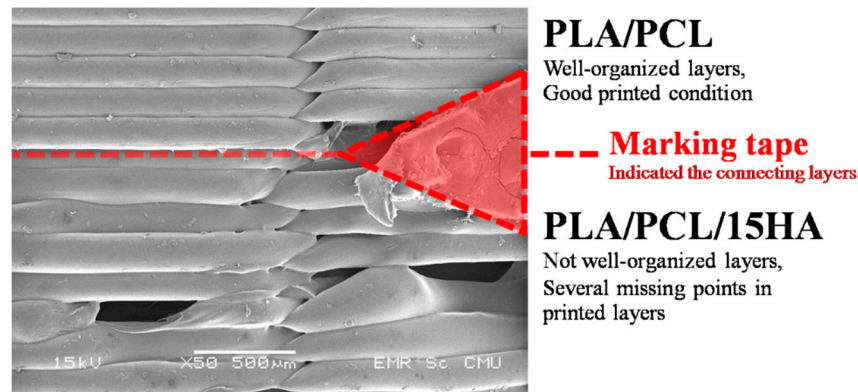 PLA/PCL
Well-organized layers,
Good printed condition
Marking tape
Indicated the connecting layers
PLA/PCL/15HA
Not well-organized layers,
Several missing points in
printed layers
15kV X50 500μm EMR Sc CMU